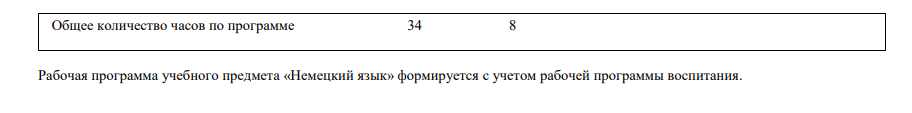 Общее количество часов по программе 34 8
Рабочая программа учебного предмета «Немецкий язык» формируется с учетом рабочей программы воспитания.